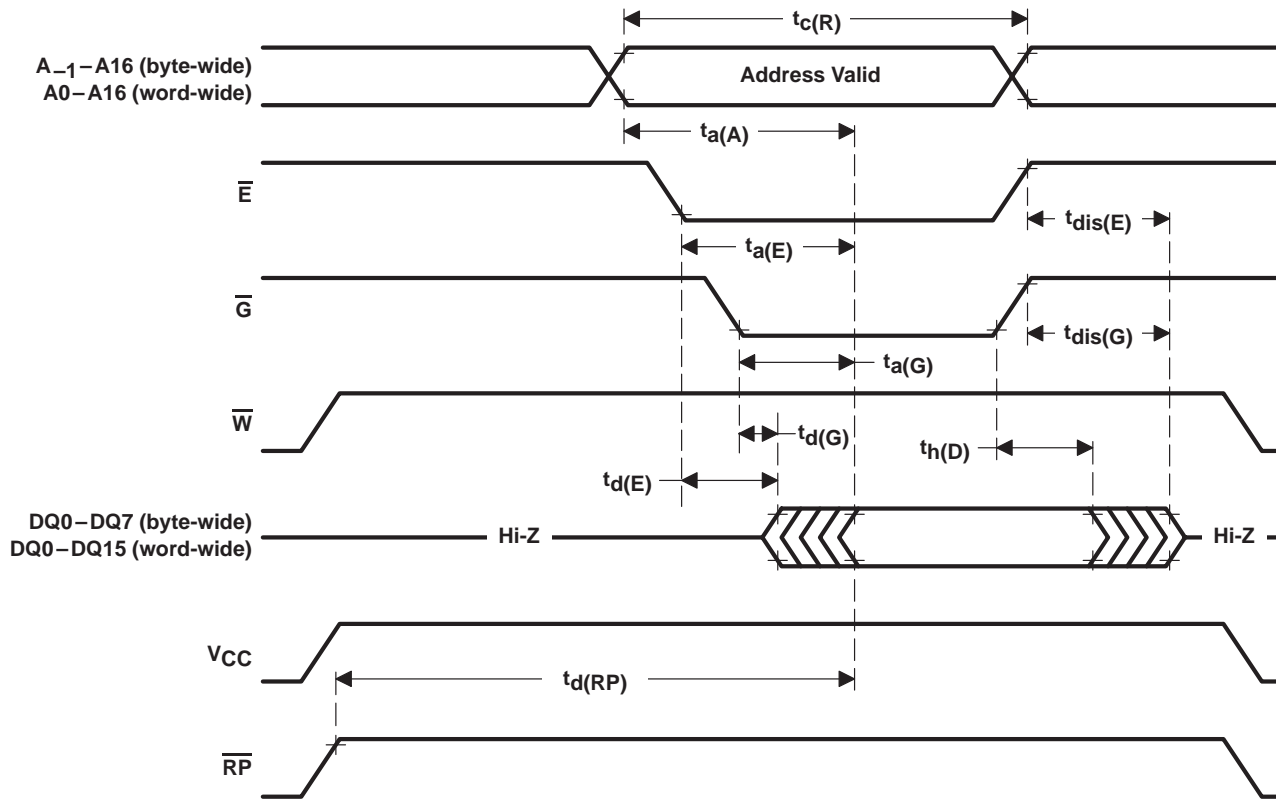 tc(R)
A–1–A16 (byte-wide)
A0–A16 (word-wide)
Address Valid
ta(A)
E
tdis(E)
ta(E)
G
tdis(G)
ta(G)
W
td(G)
th(D)
td(E)
DQ0–DQ7 (byte-wide)
DQ0–DQ15 (word-wide)
Hi-Z
Hi-Z
VCC
td(RP)
RP